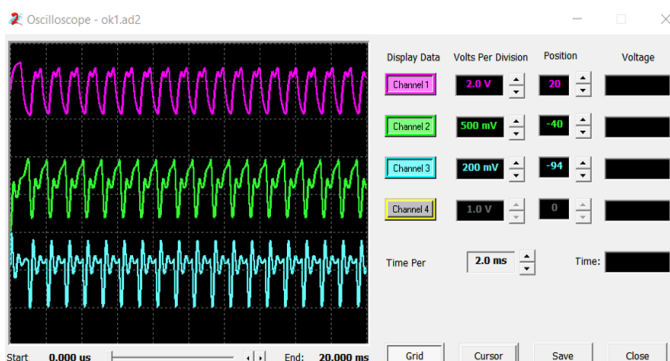 Oscilloscope - ok1.ad2
Display Data Volts Per Division Position Voltage
Channel 1 2.0 V 20
Channel 2 500 mV -40
Channel 3 200 mV -94
Channel 4 1.0 V 0
Time Per 2.0 ms Time:
Start 0.000 us End: 20.000 ms Grid Cursor Save Close